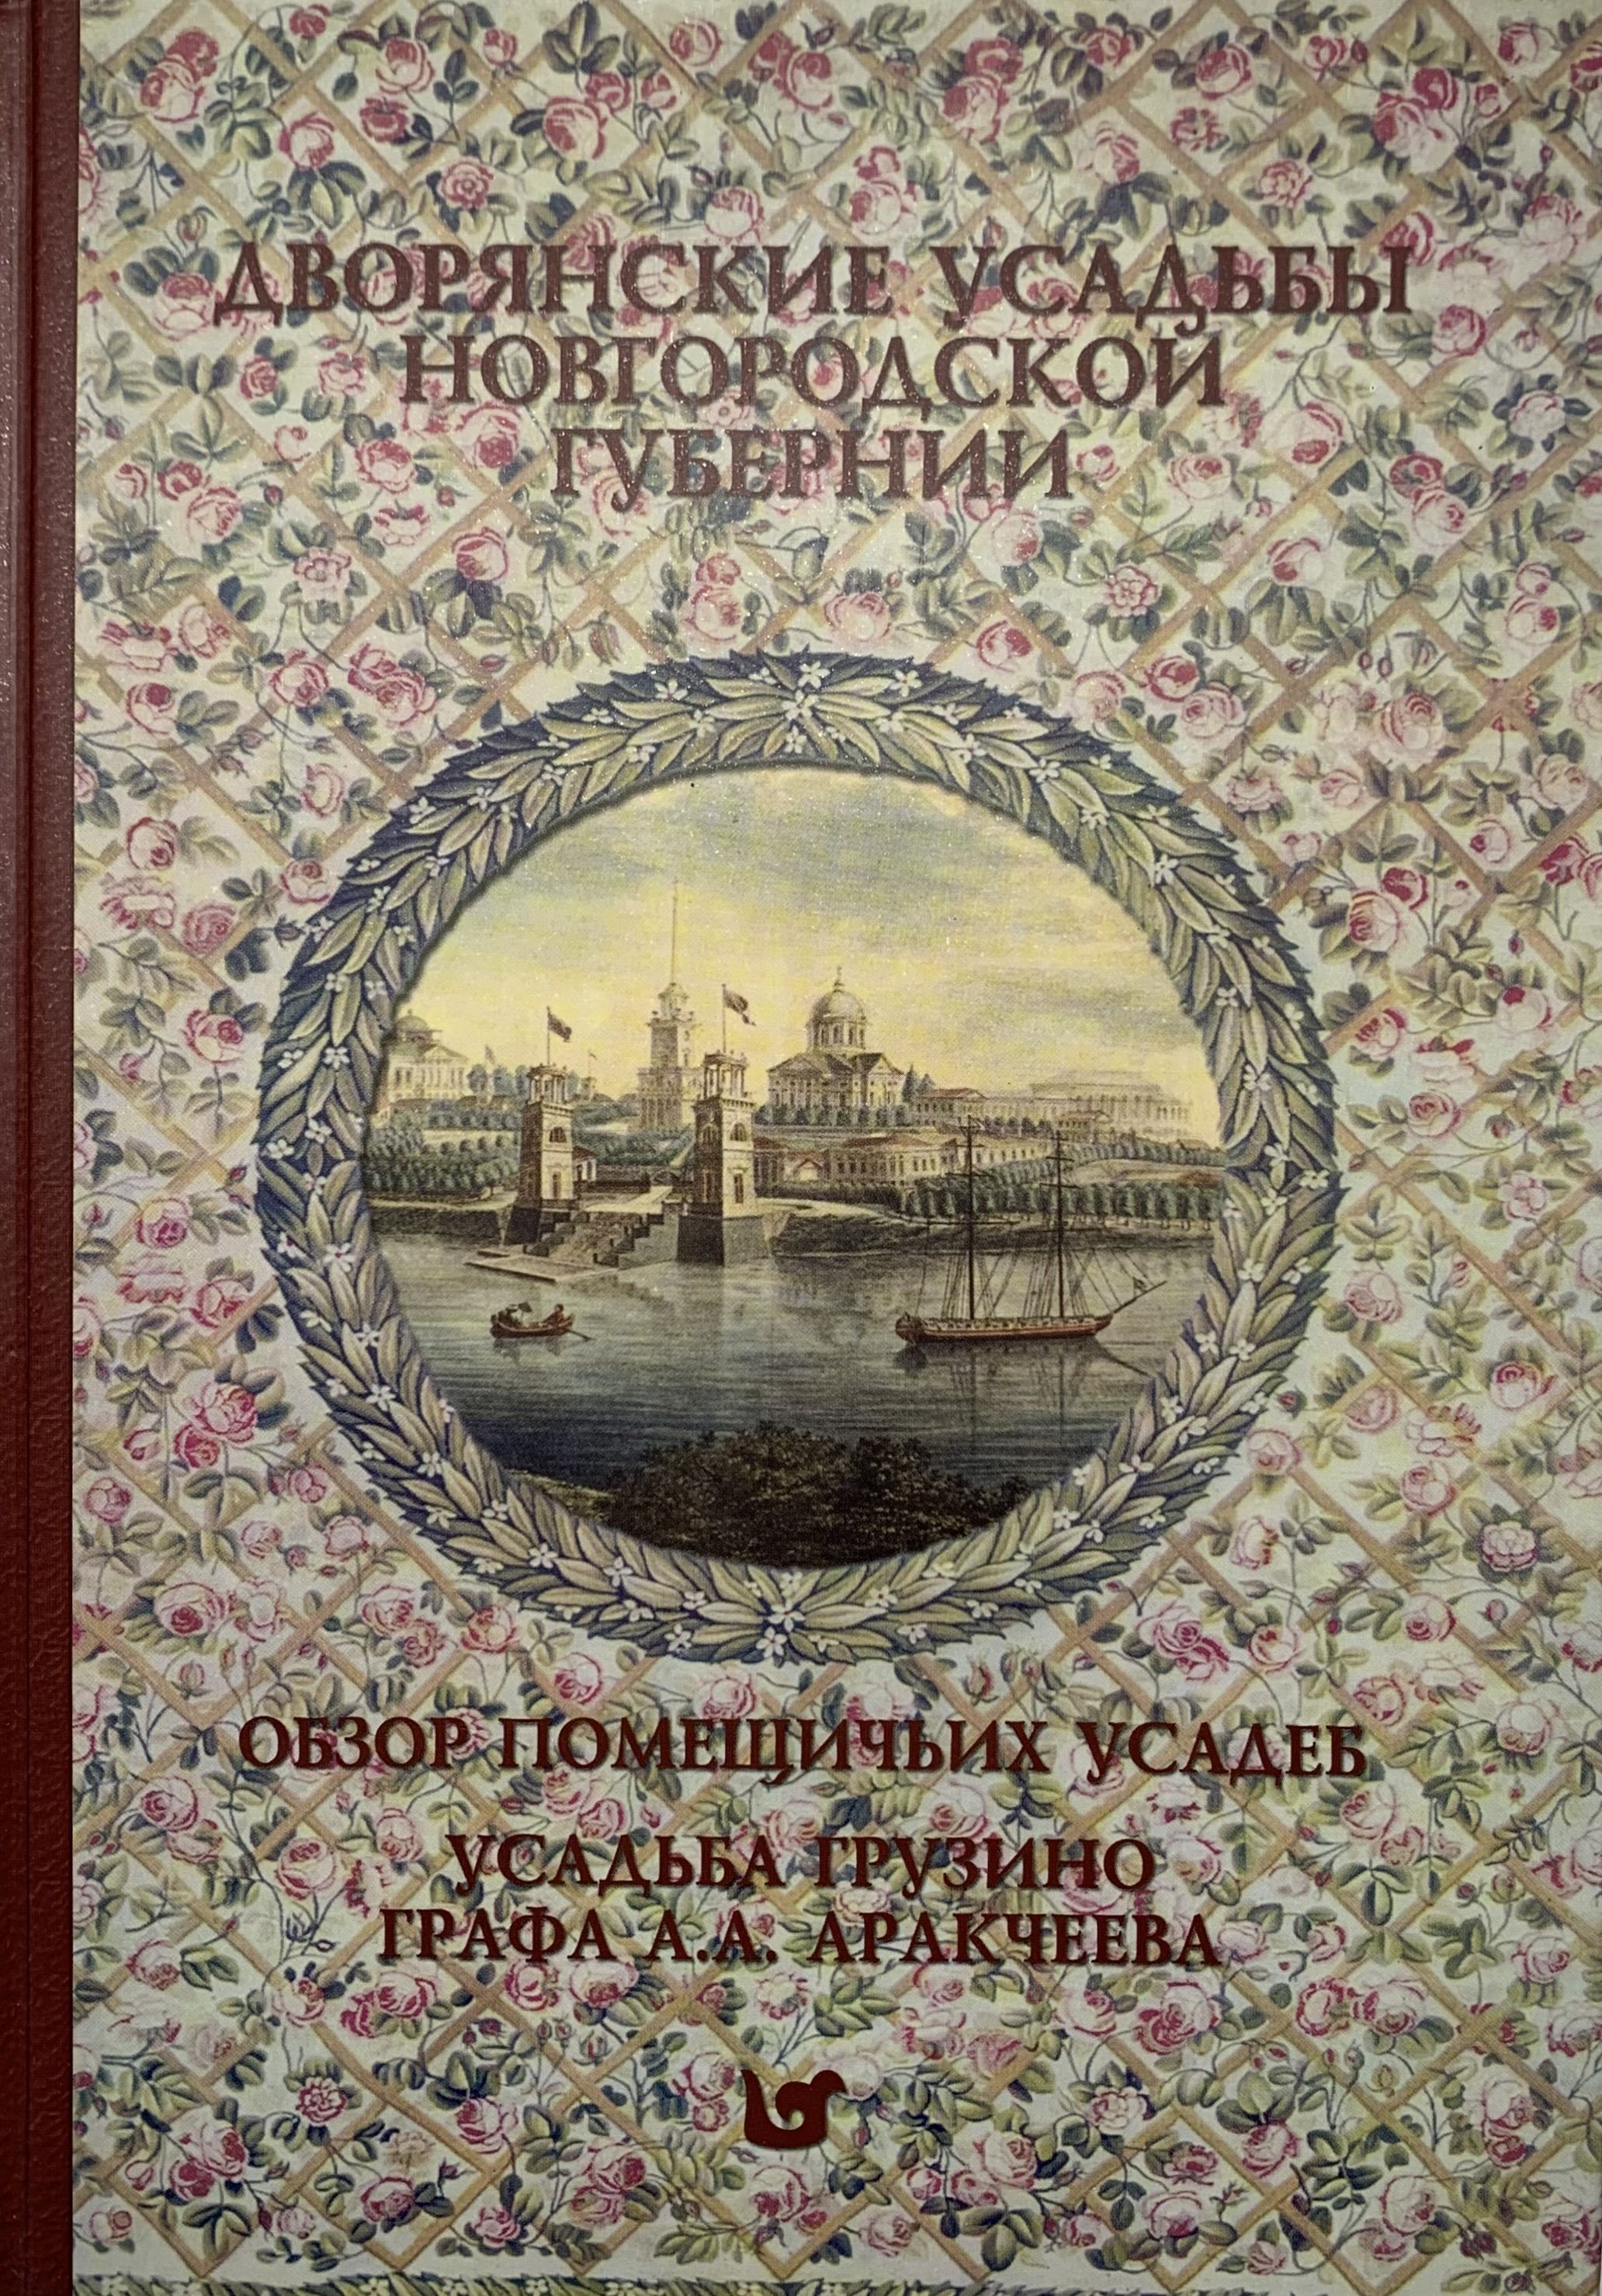 ДВОРЯНСКИЕ УСАДЬБЫ
НОВГОРОДСКОЙ
ГУБЕРНИИ
ОБЗОР ПОМЕЩИЧЬИХ УСАДЕБ
УСАДЬБА ГРУЗИНО
ГРАФА А.А. АРАКЧЕЕВА